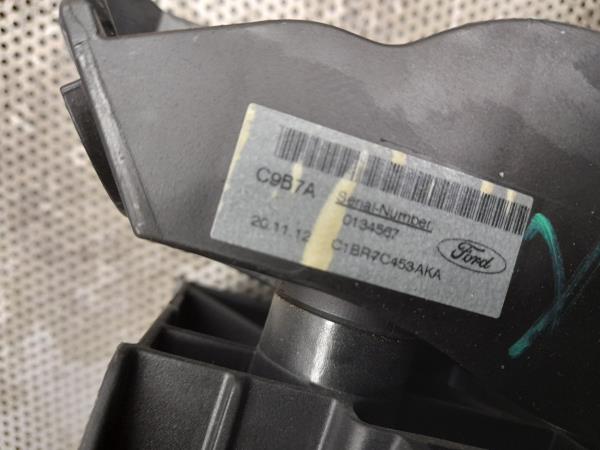 C9B7A Serial-Number
0134567
20.11.12 C1BR7C453AKA
Ford